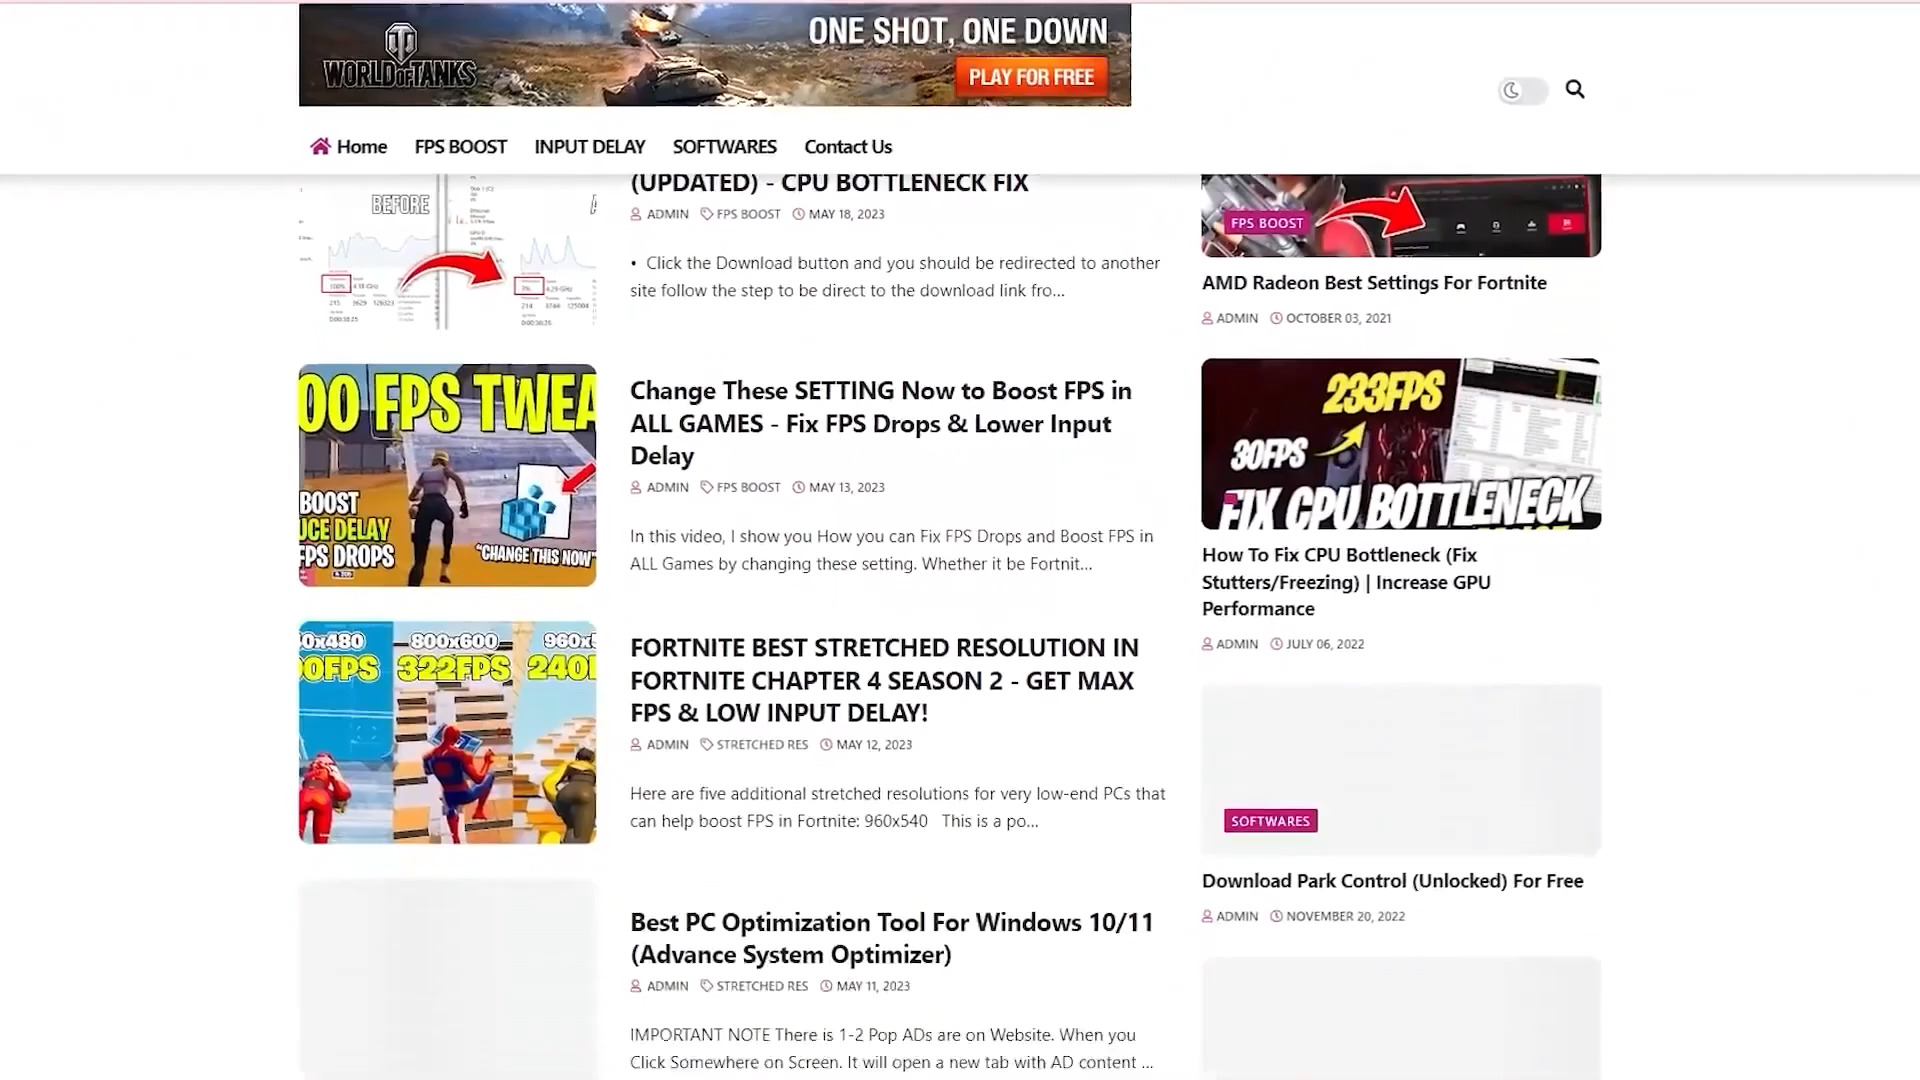 ONE SHOT, ONE DOWN
WORLD OF TANKS
PLAY FOR FREE
Home
FPS BOOST
INPUT DELAY
SOFTWARES
Contact Us
BEFORE
(UPDATED) - CPU BOTTLENECK FIX
ADMIN FPS BOOST MAY 18, 2023
• Click the Download button and you should be redirected to another
site follow the step to be direct to the download link fro...
00 FPS TWEA
BOOST
UCE DELAY
FPS DROPS
"CHANGE THIS NOW"
Change These SETTING Now to Boost FPS in
ALL GAMES - Fix FPS Drops & Lower Input
Delay
ADMIN FPS BOOST MAY 13, 2023
In this video, I show you How you can Fix FPS Drops and Boost FPS in
ALL Games by changing these setting. Whether it be Fortnit...
0x480
800x600
960x5
0FPS
322FPS
240
FORTNITE BEST STRETCHED RESOLUTION IN
FORTNITE CHAPTER 4 SEASON 2 - GET MAX
FPS & LOW INPUT DELAY!
ADMIN STRETCHED RES MAY 12, 2023
Here are five additional stretched resolutions for very low-end PCs that
can help boost FPS in Fortnite: 960x540 This is a po...
Best PC Optimization Tool For Windows 10/11
(Advance System Optimizer)
ADMIN STRETCHED RES MAY 11, 2023
IMPORTANT NOTE There is 1-2 Pop ADs are on Website. When you
Click Somewhere on Screen. It will open a new tab with AD content ...
FPS BOOST
AMD Radeon Best Settings For Fortnite
ADMIN OCTOBER 03, 2021
233FPS
30FPS
FIX CPU BOTTLENECK
How To Fix CPU Bottleneck (Fix
Stutters/Freezing) | Increase GPU
Performance
ADMIN JULY 06, 2022
SOFTWARES
Download Park Control (Unlocked) For Free
ADMIN NOVEMBER 20, 2022